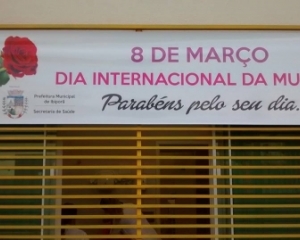 8 DE MARÇO
DIA INTERNACIONAL DA MU
Parabéns pelo seu dia.
Prefeitura Municipal
Secretaria de Saúde